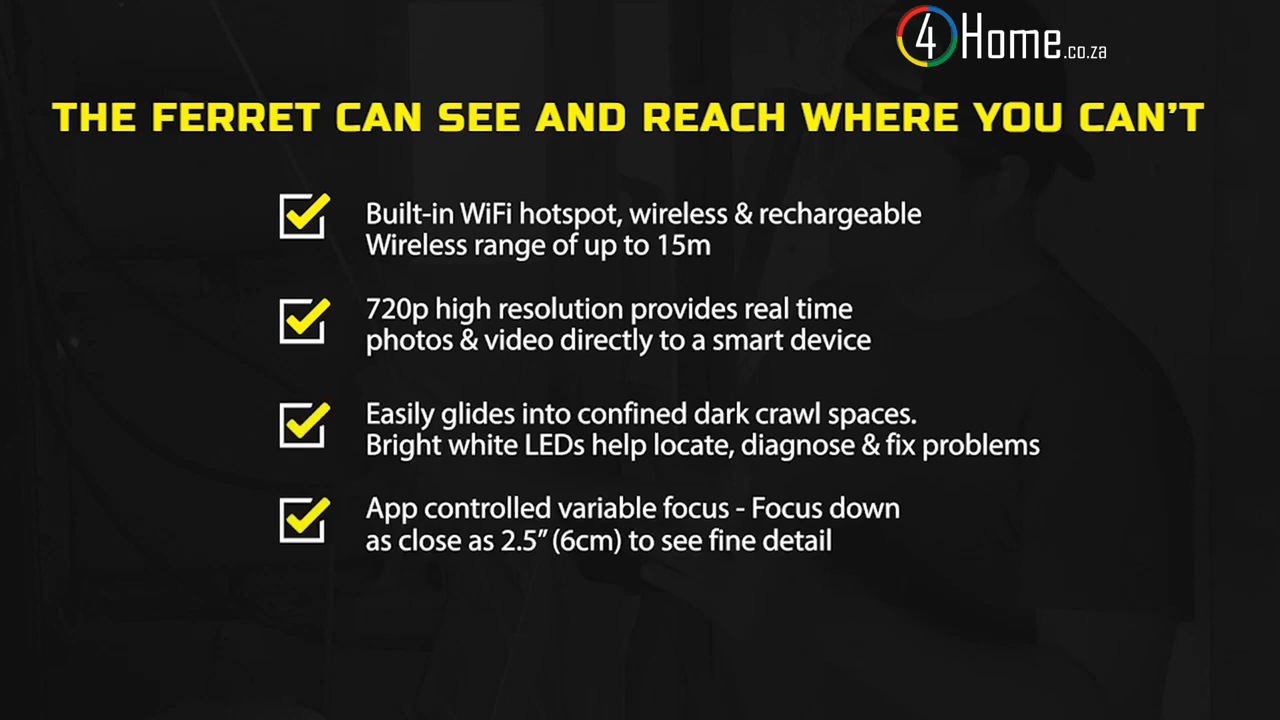 4Home.co.za
THE FERRET CAN SEE AND REACH WHERE YOU CAN'T
Built-in WiFi hotspot, wireless & rechargeable
Wireless range of up to 15m
720p high resolution provides real time
photos & video directly to a smart device
Easily glides into confined dark crawl spaces.
Bright white LEDs help locate, diagnose & fix problems
App controlled variable focus - Focus down
as close as 2.5” (6cm) to see fine detail